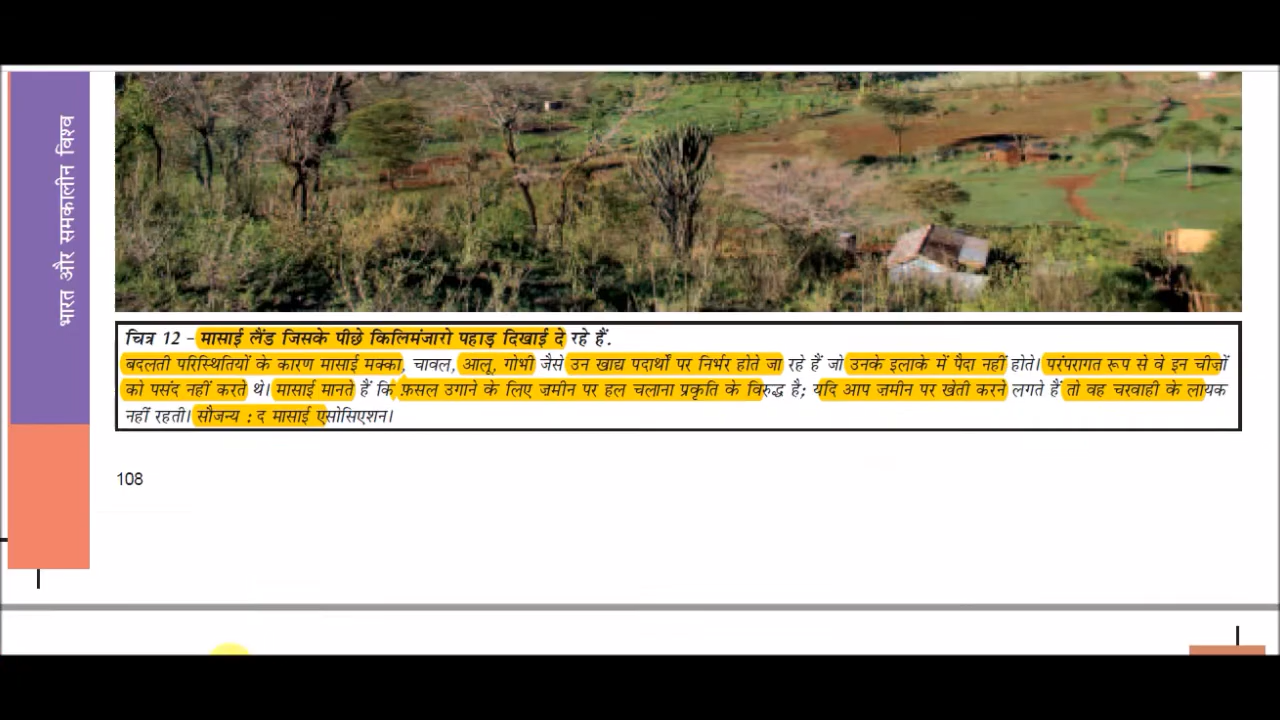 भारत और समकालीन विश्व
चित्र 12 – मासाई लैंड जिसके पीछे किलिमंजारो पहाड़ दिखाई दे रहे हैं.
बदलती परिस्थितियों के कारण मासाई मक्का, चावल, आलू, गोभी जैसे उन खाद्य पदार्थों पर निर्भर होते जा रहे हैं जो उनके इलाके में पैदा नहीं होते। परंपरागत रूप से वे इन चीज़ों
को पसंद नहीं करते थे। मासाई मानते हैं कि फ़सल उगाने के लिए ज़मीन पर हल चलाना प्रकृति के विरुद्ध है; यदि आप ज़मीन पर खेती करने लगते हैं तो वह चरवाही के लायक
नहीं रहती। सौजन्य : द मासाई एसोसिएशन।
108